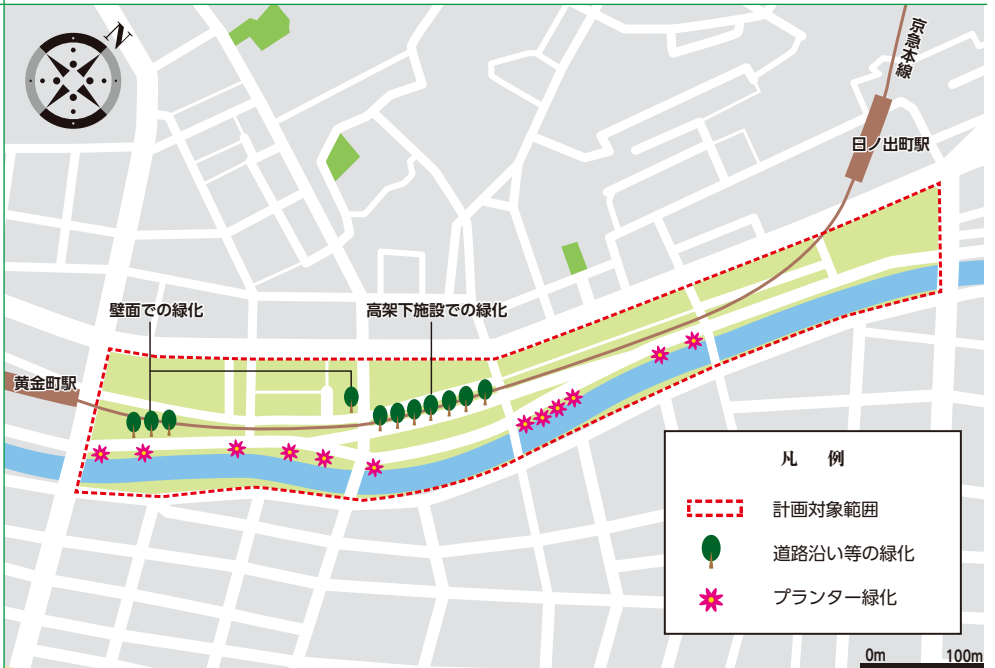 N
京急本線
日ノ出町駅
壁面での緑化
高架下施設での緑化
黄金町駅
凡 例
計画対象範囲
道路沿い等の緑化
プランター緑化
0m 100m